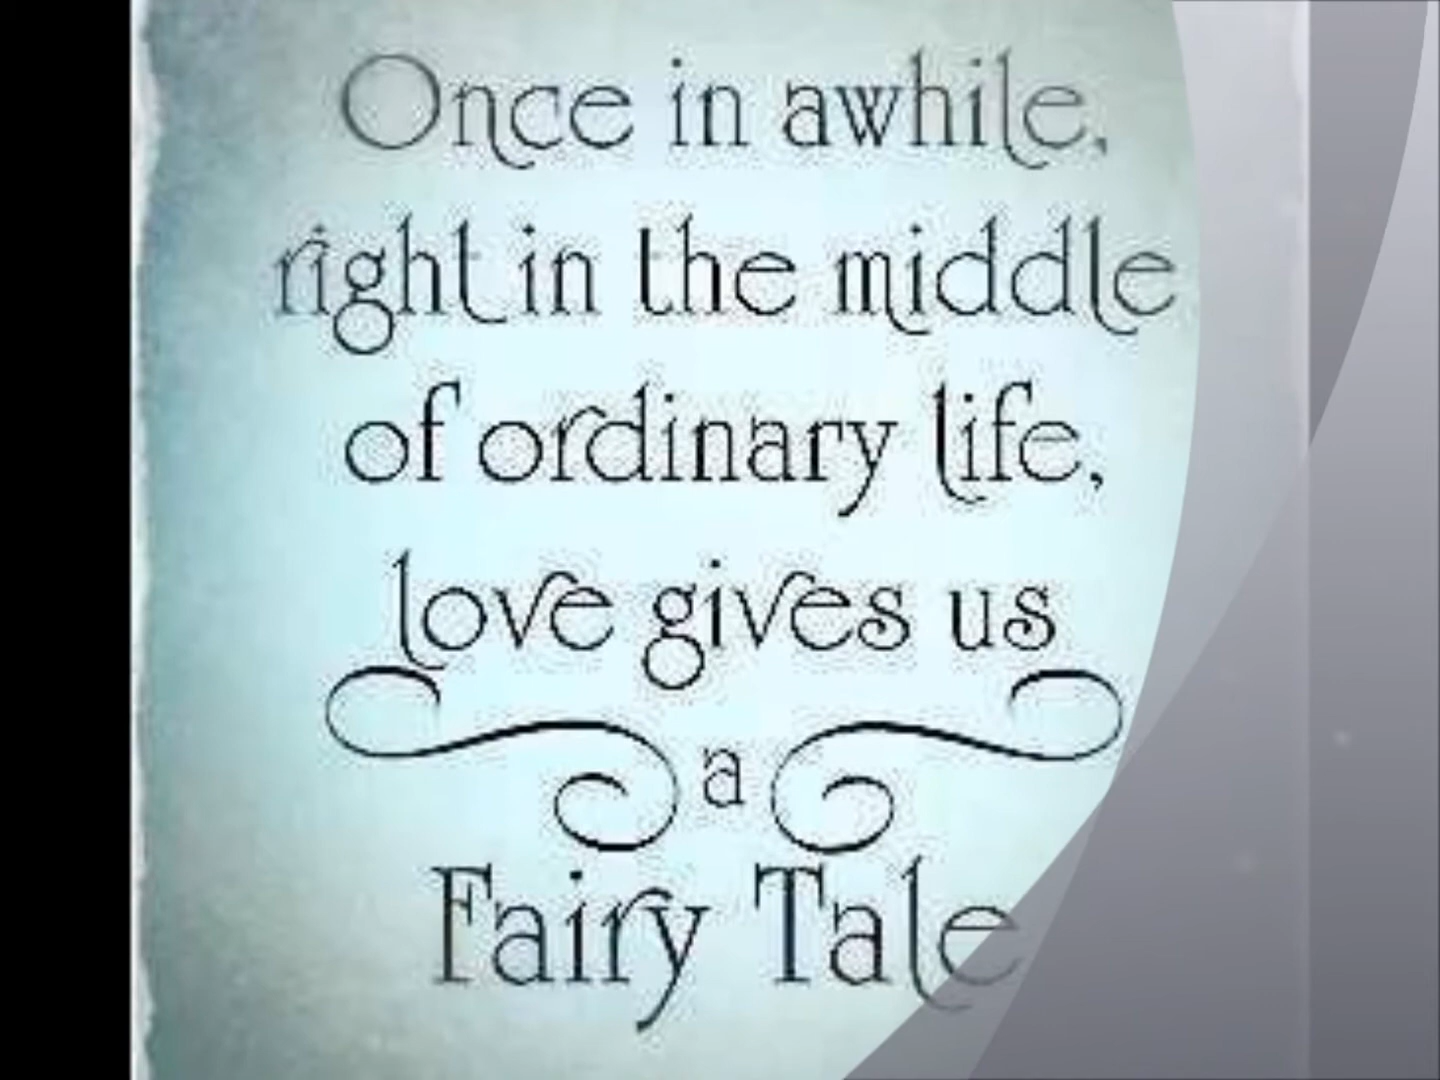 Once in awhile,
right in the middle
of ordinary life,
love gives us
a
Fairy Tale